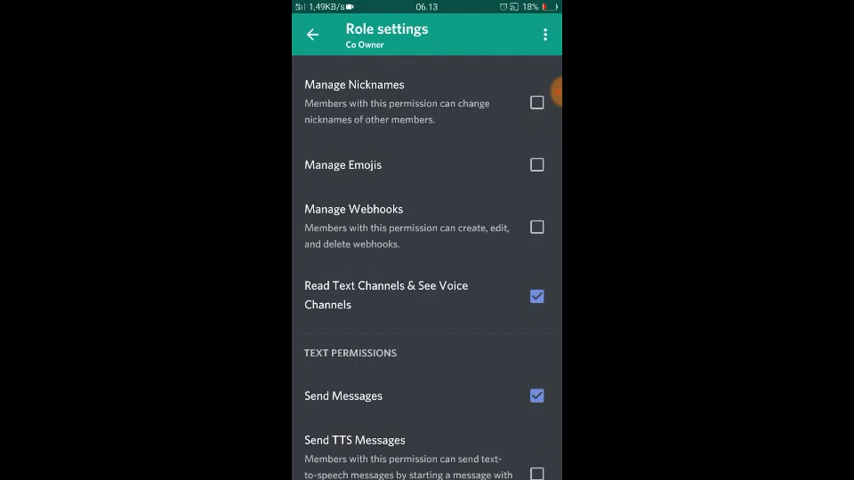 1,49KB/s 06.13 18%
Role settings
Co Owner
Manage Nicknames
Members with this permission can change
nicknames of other members.
Manage Emojis
Manage Webhooks
Members with this permission can create, edit,
and delete webhooks.
Read Text Channels & See Voice
Channels
TEXT PERMISSIONS
Send Messages
Send TTS Messages
Members with this permission can send text-
to-speech messages by starting a message with